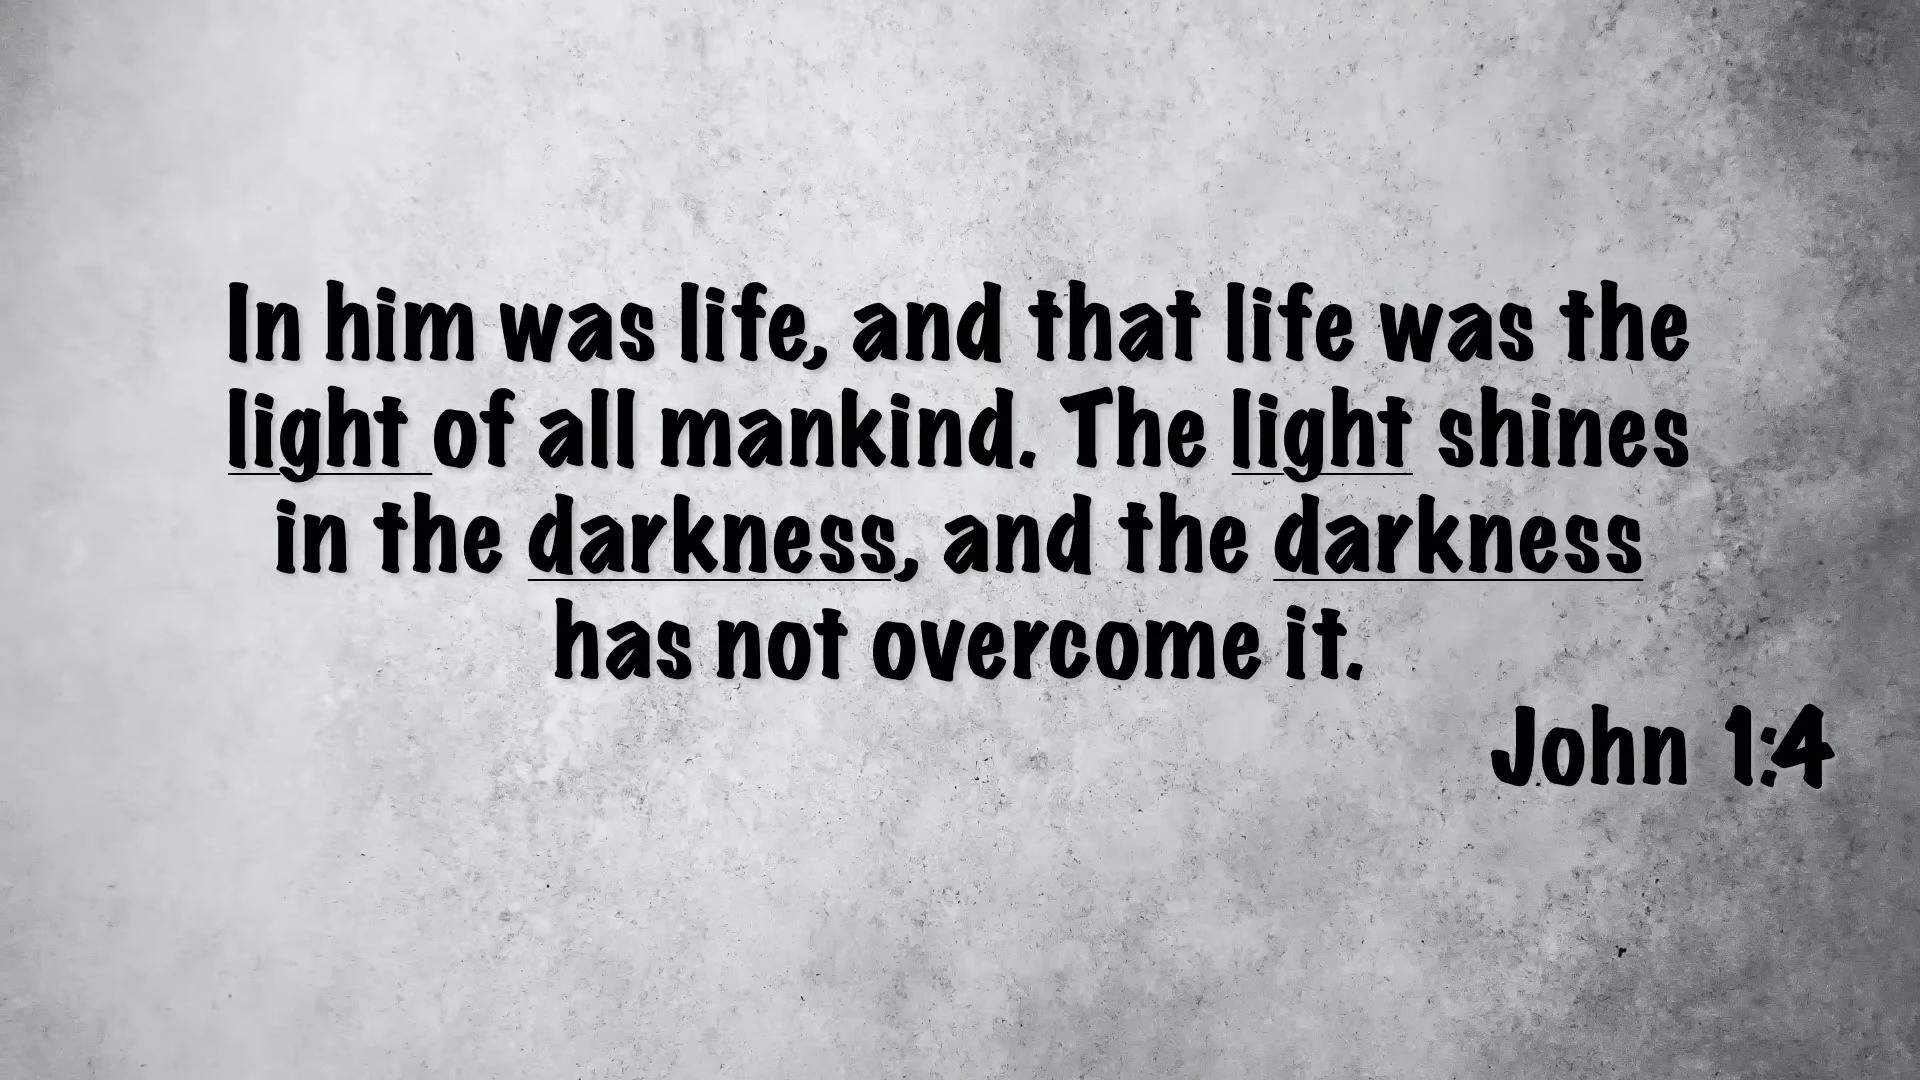 In him was life, and that life was the
light of all mankind. The light shines
in the darkness, and the darkness
has not overcome it.
John 1:4